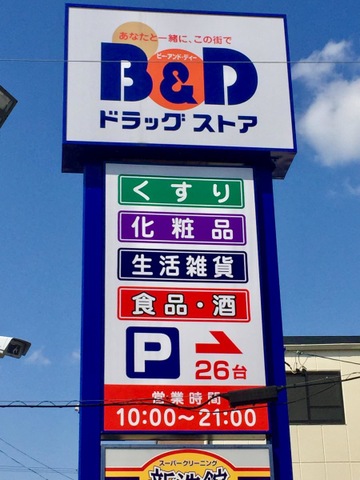 あなたと一緒に、この街で
ビー・アンド・ディー
B&D
ドラッグ ストア
くすり
化粧品
生活雑貨
食品・酒
P
26台
営業時間
10:00～21:00
スーパークリーニング